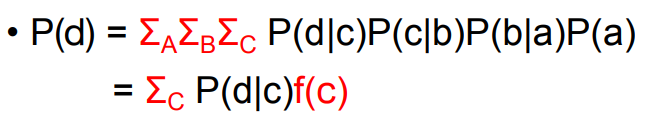 • P(d) = Σ_A Σ_B Σ_C P(d|c)P(c|b)P(b|a)P(a)
= Σ_C P(d|c)f(c)